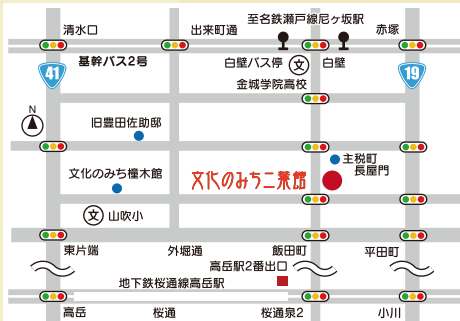 至名鉄瀬戸線尼ヶ坂駅
清水口
出来町通
赤塚
基幹バス2号
白壁バス停
文
白壁
41
19
金城学院高校
N
旧豊田佐助邸
主税町
長屋門
文化のみち橦木館
文化のみち二葉館
文
山吹小
東片端
外堀通
飯田町
平田町
高岳駅2番出口
地下鉄桜通線高岳駅
高岳
桜通
桜通泉2
小川